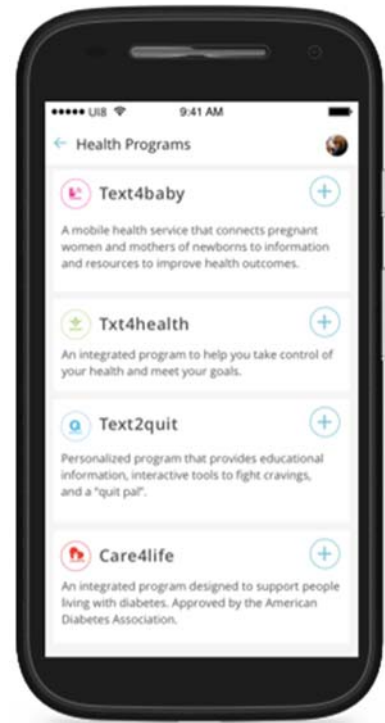 ●●●●● UI8 9:41 AM
← Health Programs
Text4baby
A mobile health service that connects pregnant
women and mothers of newborns to information
and resources to improve health outcomes.
Txt4health
An integrated program to help you take control of
your health and meet your goals.
Text2quit
Personalized program that provides educational
information, interactive tools to fight cravings,
and a "quit pal".
Care4life
An integrated program designed to support people
living with diabetes. Approved by the American
Diabetes Association.